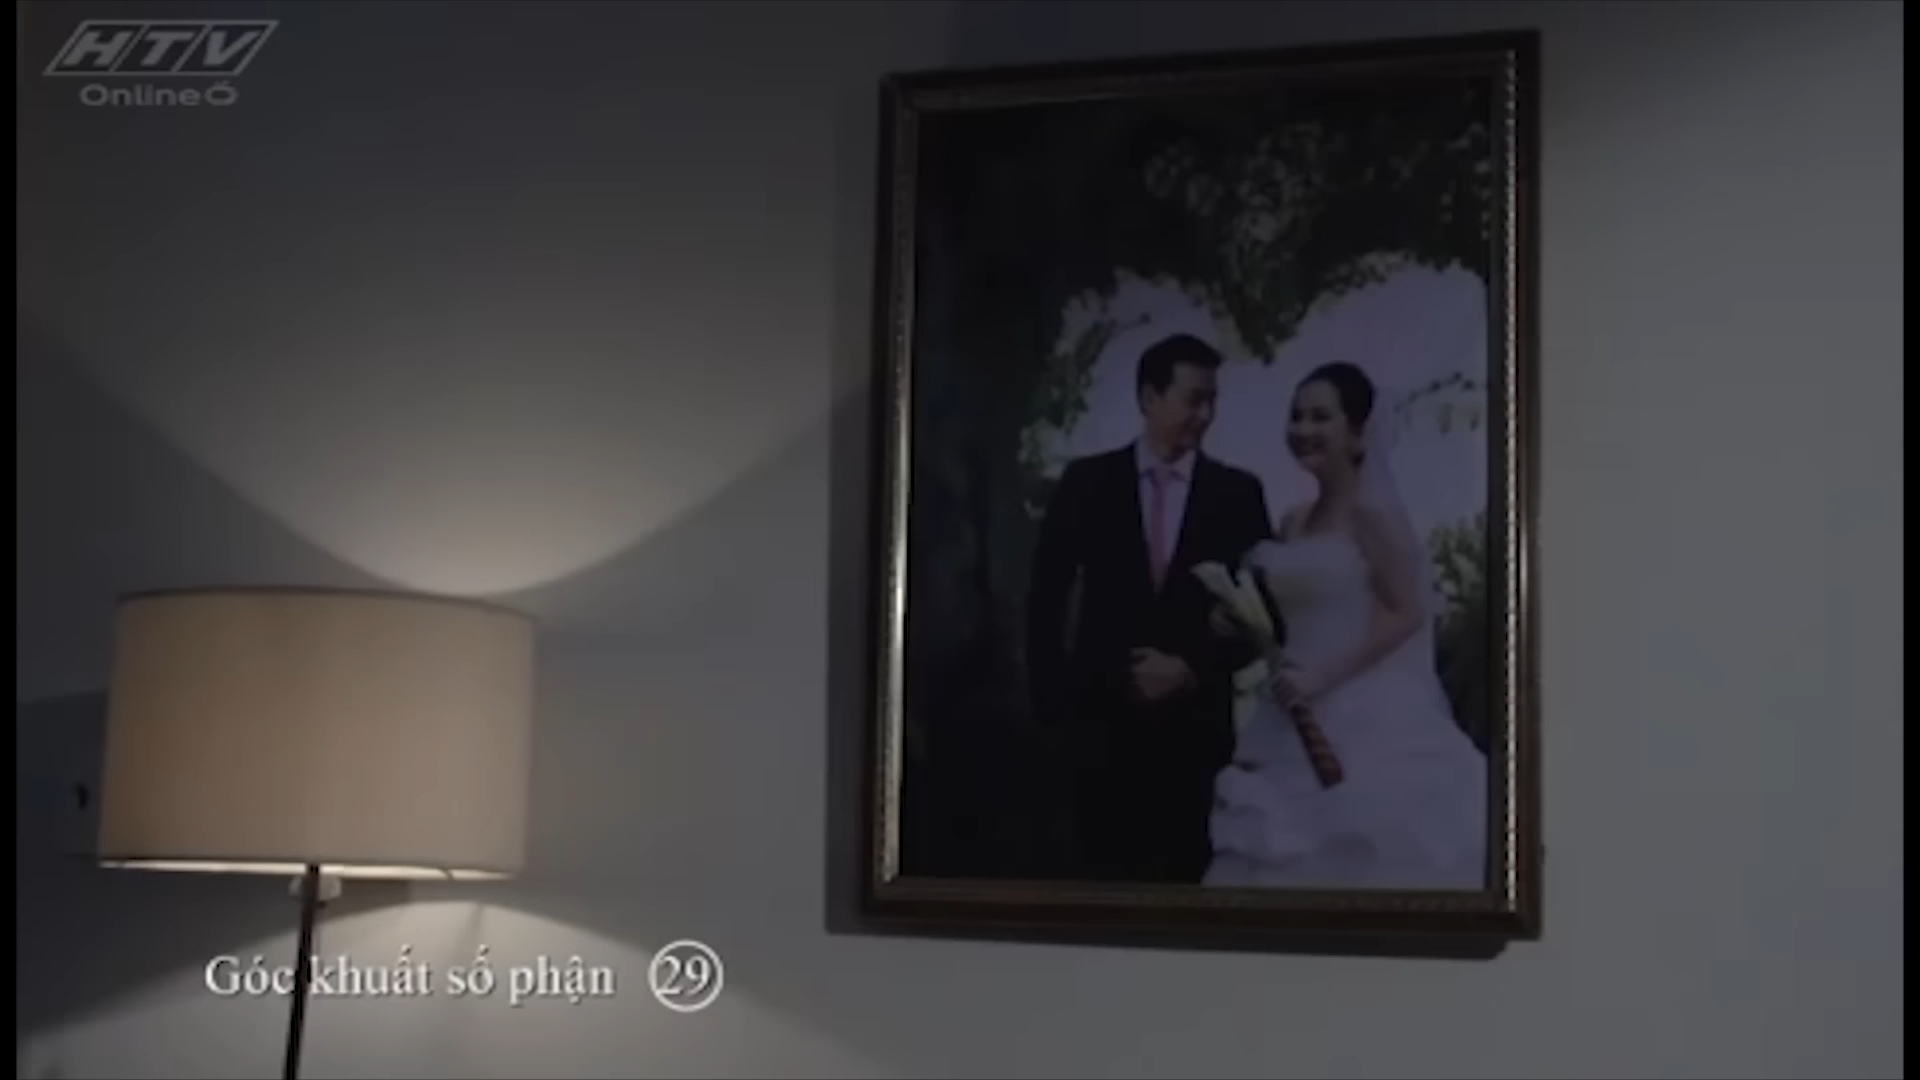 HTV
Online
Góc khuất số phận 29